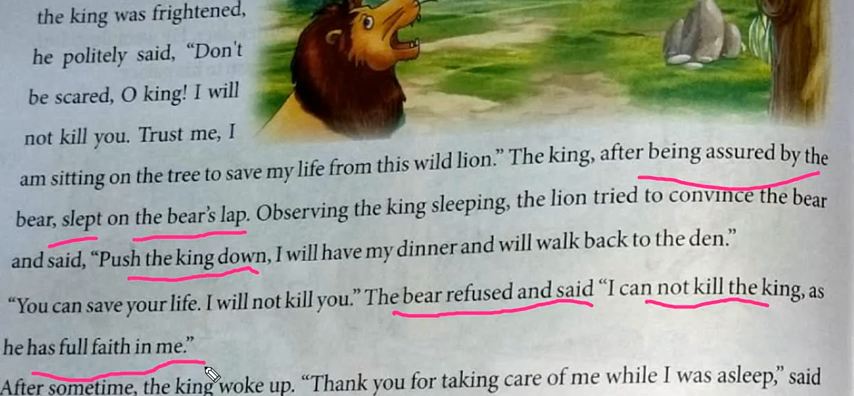 the king was frightened,
he politely said, “Don't
be scared, O king! I will
not kill you. Trust me, I
am sitting on the tree to save my life from this wild lion.” The king, after being assured by the
bear, slept on the bear's lap. Observing the king sleeping, the lion tried to convince the bear
and said, “Push the king down, I will have my dinner and will walk back to the den.”
“You can save your life. I will not kill you.” The bear refused and said “I can not kill the king, as
he has full faith in me.”
After sometime, the king woke up. “Thank you for taking care of me while I was asleep,” said